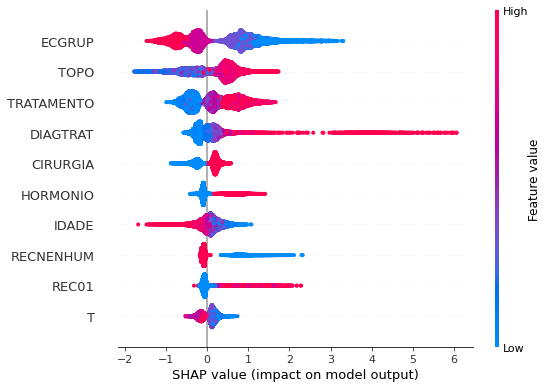 High
ECGRUP
TOPO
TRATAMENTO
DIAGTRAT
CIRURGIA
HORMONIO
IDADE
RECNENHUM
REC01
T
Feature value
Low
−2 −1 0 1 2 3 4 5 6
SHAP value (impact on model output)